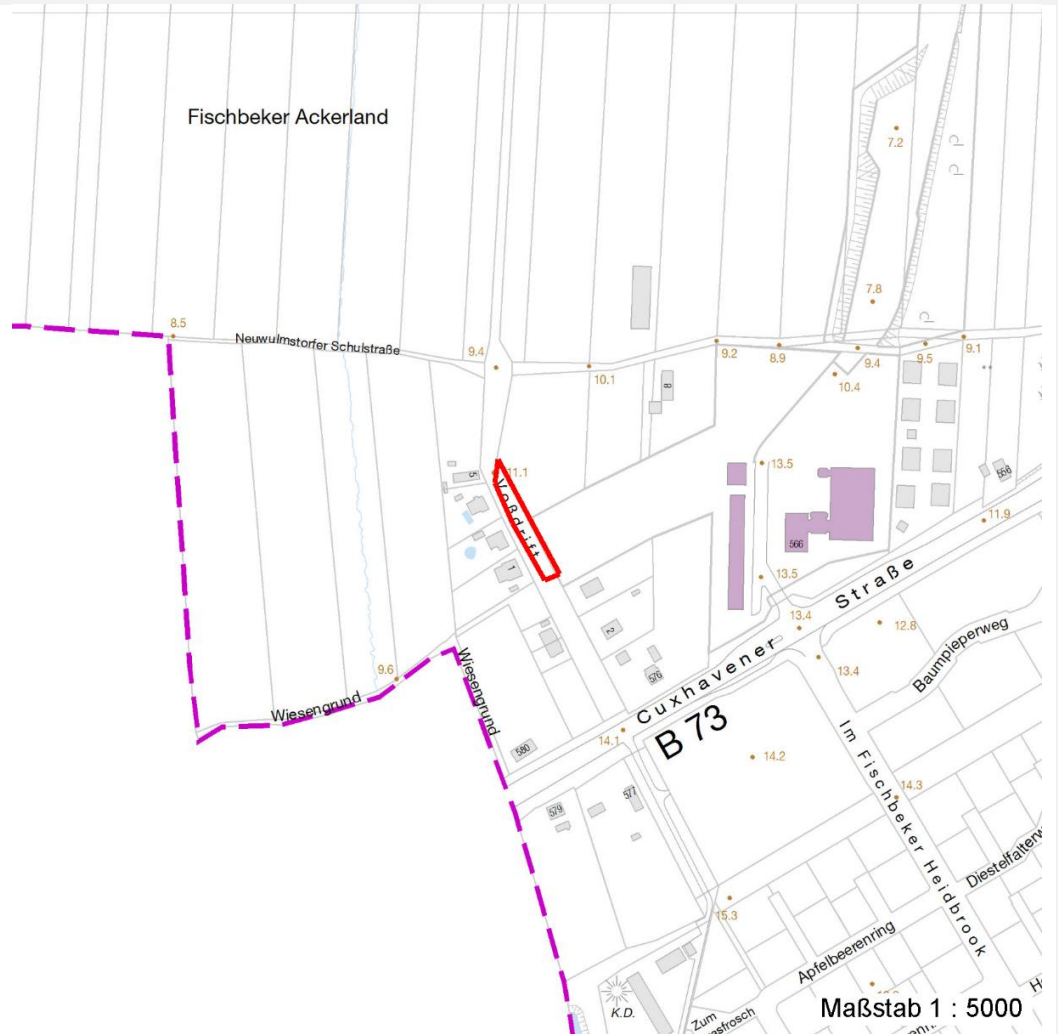 Fischbeker Ackerland
7.2
7.8
8.5
Neuwulmstorfer Schulstraße
9.4
10.1
9.2
8.9
9.4
9.5
9.1
10.4
8
5
11.1
Voßdrift
1
2
576
13.5
566
13.5
556
11.9
13.4
Cuxhavener Straße
B 73
12.8
13.4
Baumpieperweg
9.6
Wiesengrund
Wiesengrund
580
14.1
14.2
Im Fischbeker Heidbrook
14.3
579
577
Diestelfalterw
15.3
Apfelbeerenring
K.D.
Zum
Maßstab 1 : 5000